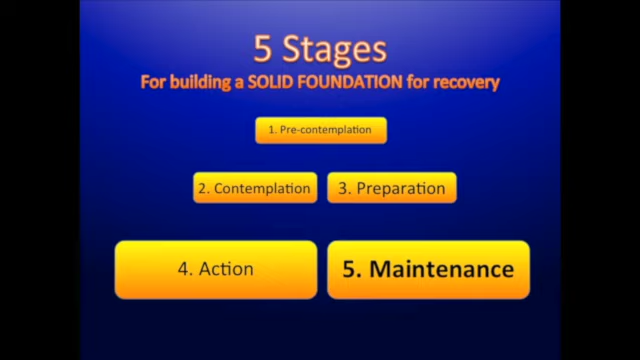 5 Stages
For building a SOLID FOUNDATION for recovery
1. Pre-contemplation
2. Contemplation
3. Preparation
4. Action
5. Maintenance